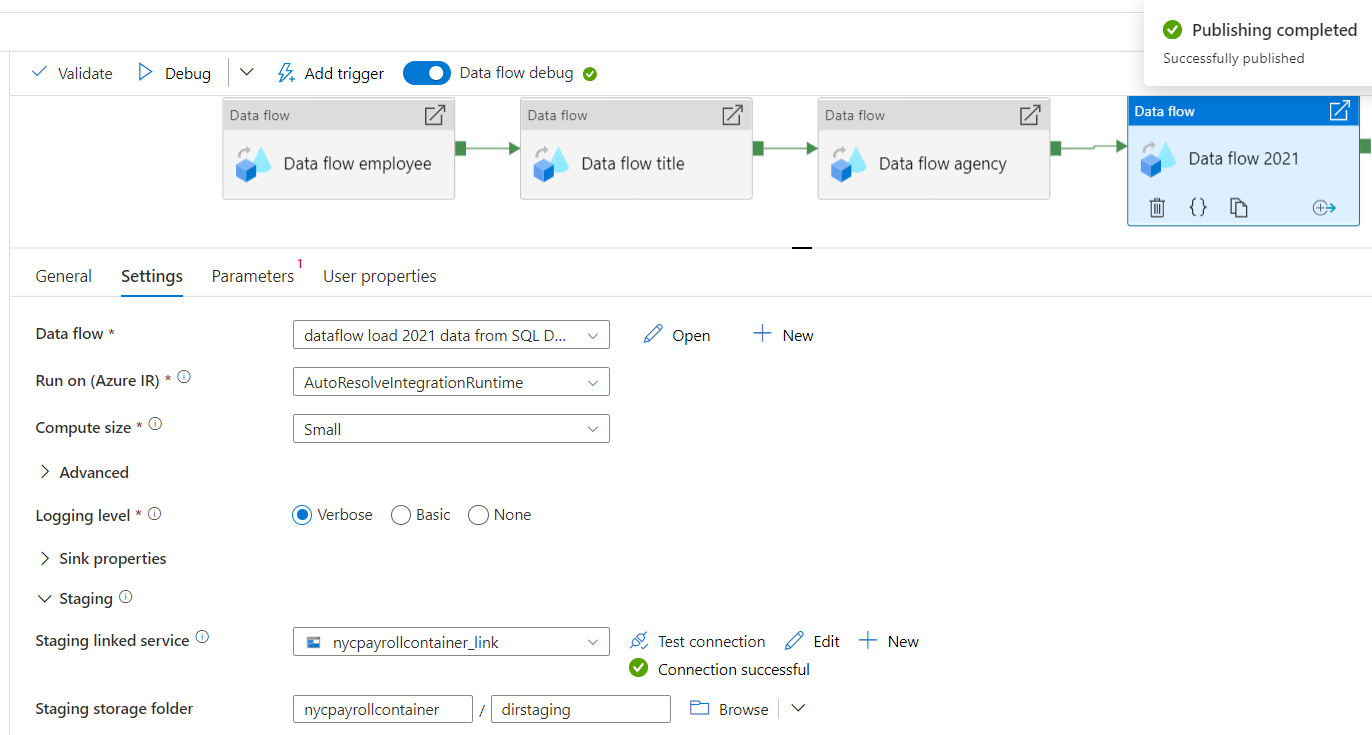 Publishing completed
Successfully published
Validate Debug Add trigger Data flow debug
Data flow Data flow Data flow Data flow
Data flow employee Data flow title Data flow agency Data flow 2021
General Settings Parameters 1 User properties
Data flow * dataflow load 2021 data from SQL D... Open New
Run on (Azure IR) * AutoResolveIntegrationRuntime
Compute size * Small
Advanced
Logging level * Verbose Basic None
Sink properties
Staging
Staging linked service nycpayrollcontainer_link Test connection Edit New
Connection successful
Staging storage folder nycpayrollcontainer / dirstaging Browse